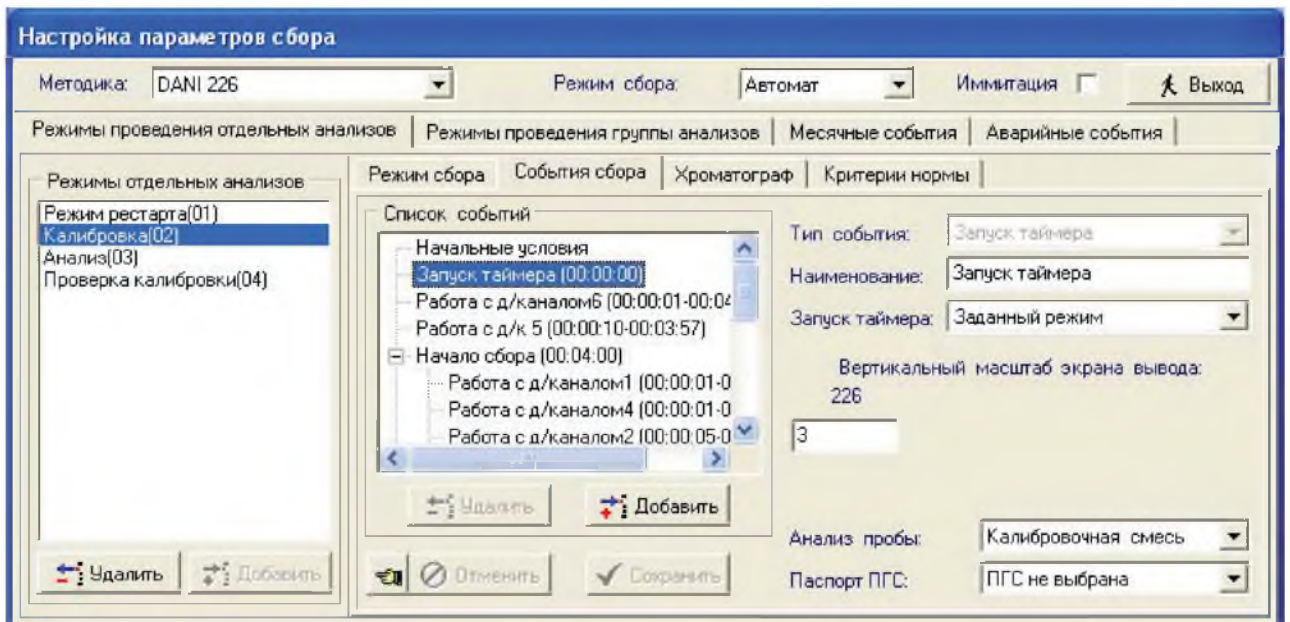 Настройка параметров сбора
Методика: DANI 226 Режим сбора: Автомат Иммитация Выход
Режимы проведения отдельных анализов Режимы проведения группы анализов Месячные события Аварийные события
Режимы отдельных анализов
Режим рестарта(01)
Калибровка(02)
Анализ(03)
Проверка калибровки(04)
Удалить Добавить
Режим сбора События сбора Хроматограф Критерии нормы
Список событий
Начальные условия
Запуск таймера (00:00:00)
Работа с д/каналом6 (00:00:01-00:04
Работа с д/к 5 (00:00:10-00:03:57)
Начало сбора (00:04:00)
Работа с д/каналом1 (00:00:01-0
Работа с д/каналом4 (00:00:01-0
Работа с д/каналом2 (00:00:05-0
Удалить Добавить
Отменить Сохранить
Тип события: Запуск таймера
Наименование: Запуск таймера
Запуск таймера: Заданный режим
Вертикальный масштаб экрана вывода:
226
3
Анализ пробы: Калибровочная смесь
Паспорт ПГС: ПГС не выбрана